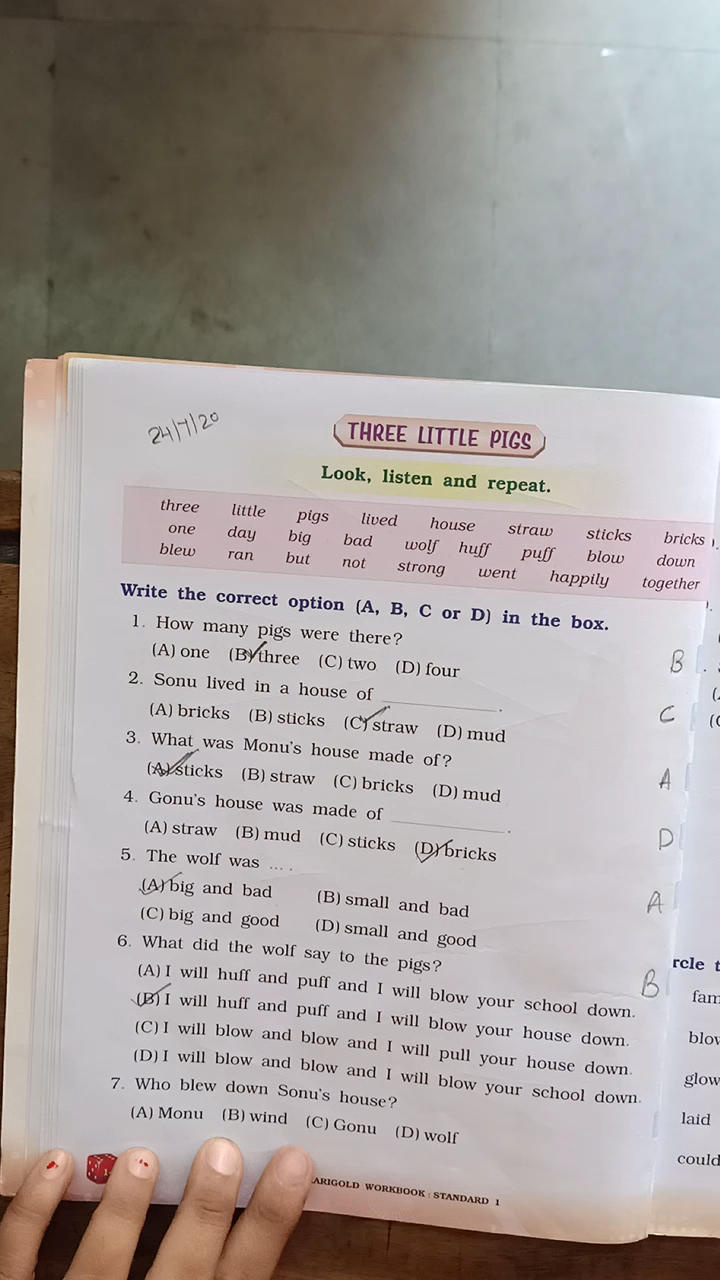 24/7/20
THREE LITTLE PIGS
Look, listen and repeat.
three little pigs lived house straw sticks bricks
one day big bad wolf huff puff blow down
blew ran but not strong went happily together
Write the correct option (A, B, C or D) in the box.
1. How many pigs were there?
(A) one (B) three (C) two (D) four B
2. Sonu lived in a house of ____________.
(A) bricks (B) sticks (C) straw (D) mud C
3. What was Monu's house made of?
(A) sticks (B) straw (C) bricks (D) mud A
4. Gonu's house was made of ____________.
(A) straw (B) mud (C) sticks (D) bricks D
5. The wolf was ... .
(A) big and bad (B) small and bad A
(C) big and good (D) small and good
6. What did the wolf say to the pigs?
(A) I will huff and puff and I will blow your school down. B
(B) I will huff and puff and I will blow your house down.
(C) I will blow and blow and I will pull your house down.
(D) I will blow and blow and I will blow your school down.
7. Who blew down Sonu's house?
(A) Monu (B) wind (C) Gonu (D) wolf
ARIGOLD WORKBOOK : STANDARD 1
rcle t
fam
blow
glow
laid
could